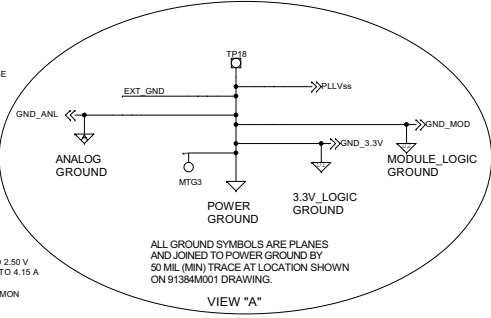 TP18
E
EXT_GND
PLLVss
GND_ANL
GND_MOD
GND_3.3V
ANALOG
GROUND
MODULE_LOGIC
GROUND
MTG3
3.3V_LOGIC
GROUND
POWER
GROUND
ALL GROUND SYMBOLS ARE PLANES
AND JOINED TO POWER GROUND BY
50 MIL (MIN) TRACE AT LOCATION SHOWN
ON 91384M001 DRAWING.
2.50 V
TO 4.15 A
MON
VIEW "A"